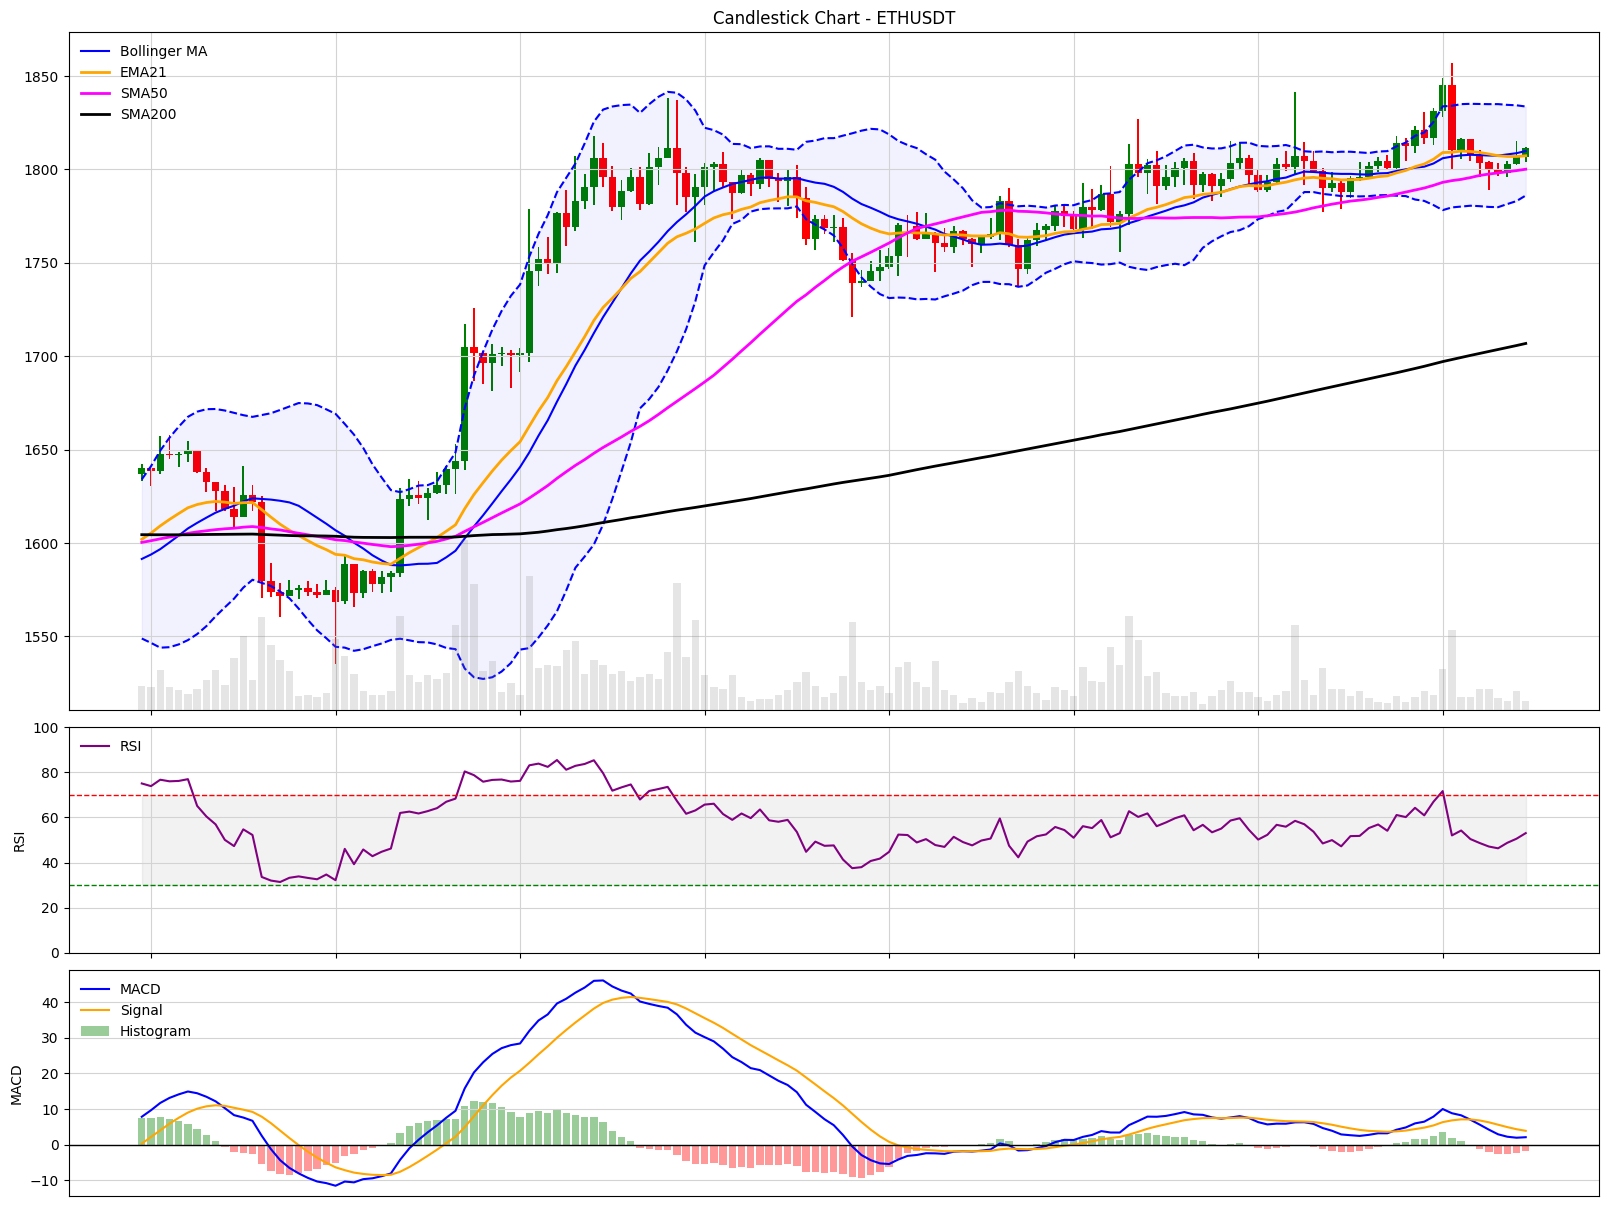 Candlestick Chart - ETHUSDT
Bollinger MA
EMA21
SMA50
SMA200
1850
1800
1750
1700
1650
1600
1550
RSI
100
80
60
40
20
0
RSI
MACD
Signal
Histogram
40
30
20
10
0
−10
MACD